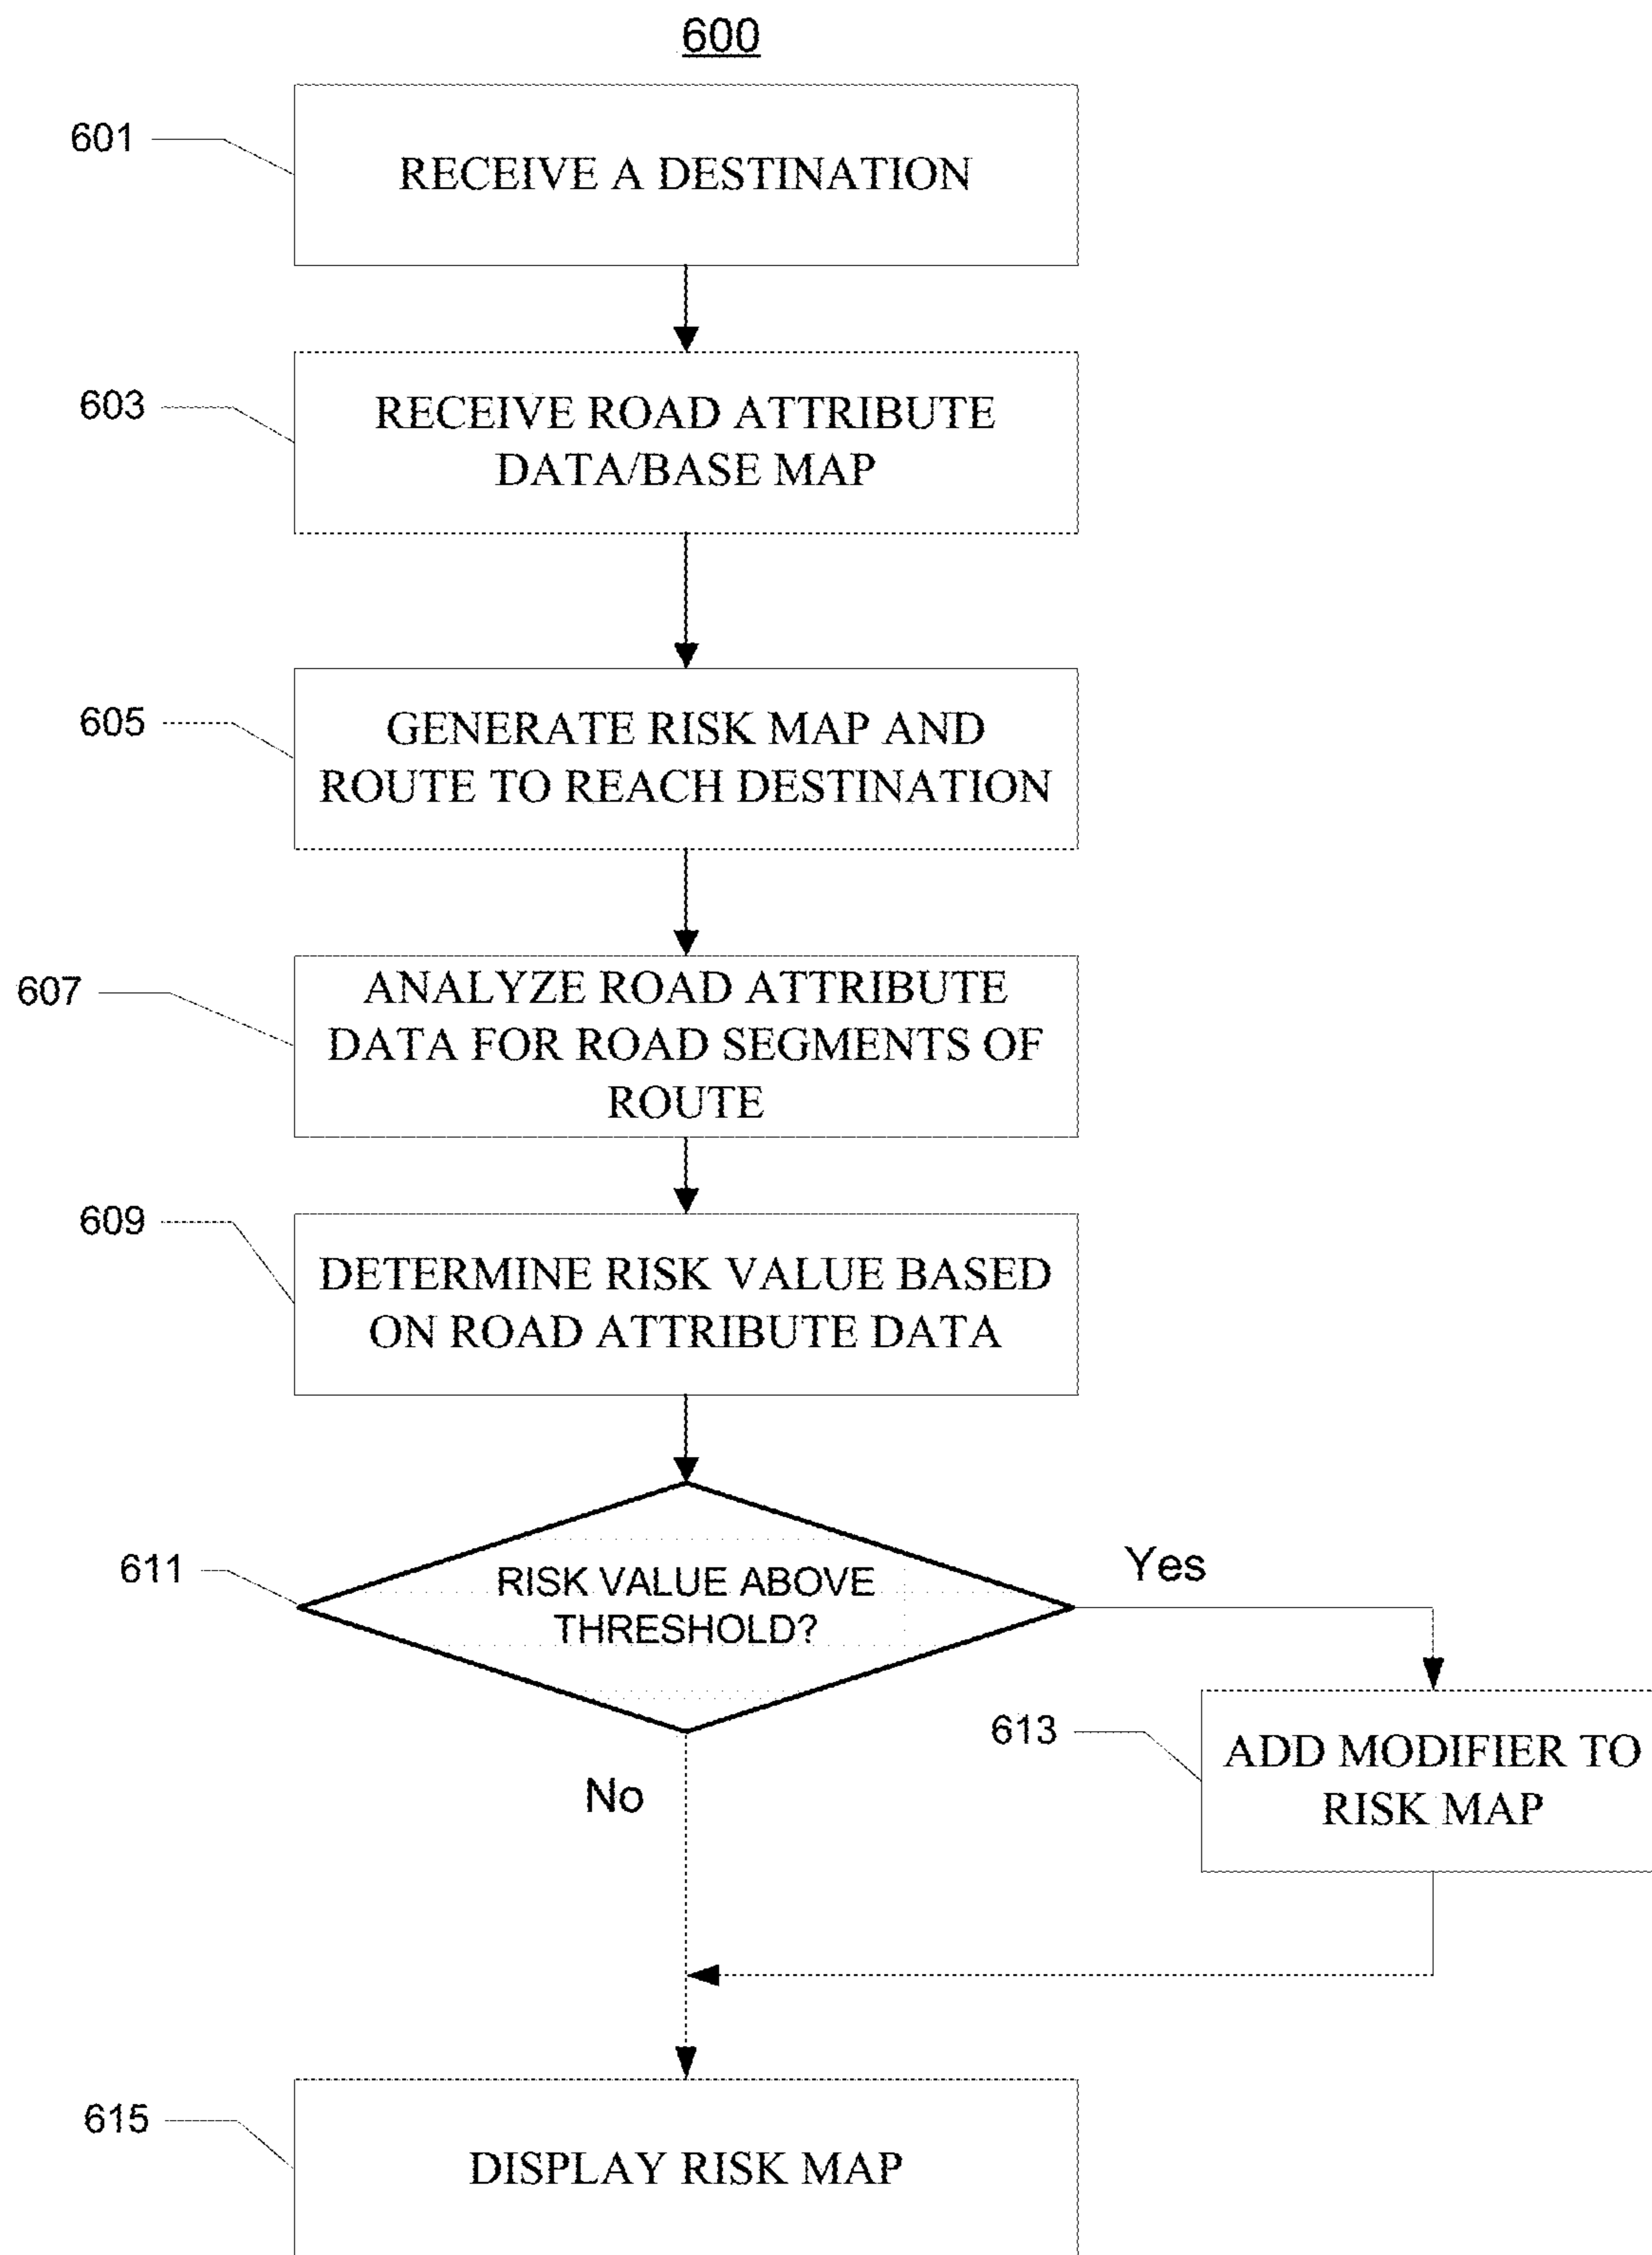 600
601
RECEIVE A DESTINATION
603
RECEIVE ROAD ATTRIBUTE
DATA/BASE MAP
605
GENERATE RISK MAP AND
ROUTE TO REACH DESTINATION
607
ANALYZE ROAD ATTRIBUTE
DATA FOR ROAD SEGMENTS OF
ROUTE
609
DETERMINE RISK VALUE BASED
ON ROAD ATTRIBUTE DATA
611
RISK VALUE ABOVE
THRESHOLD?
Yes
No
613
ADD MODIFIER TO
RISK MAP
615
DISPLAY RISK MAP